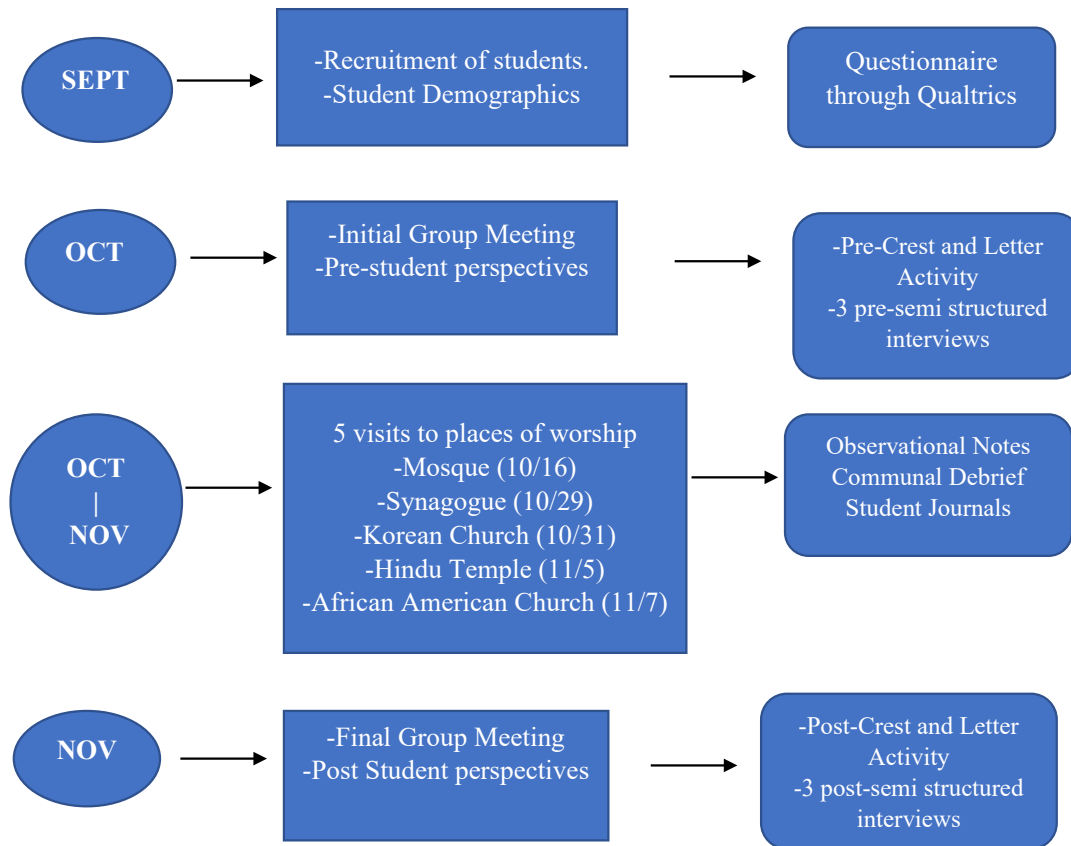 SEPT
-Recruitment of students.
-Student Demographics
Questionnaire
through Qualtrics
OCT
-Initial Group Meeting
-Pre-student perspectives
-Pre-Crest and Letter
Activity
-3 pre-semi structured
interviews
OCT
|
NOV
5 visits to places of worship
-Mosque (10/16)
-Synagogue (10/29)
-Korean Church (10/31)
-Hindu Temple (11/5)
-African American Church (11/7)
Observational Notes
Communal Debrief
Student Journals
NOV
-Final Group Meeting
-Post Student perspectives
-Post-Crest and Letter
Activity
-3 post-semi structured
interviews